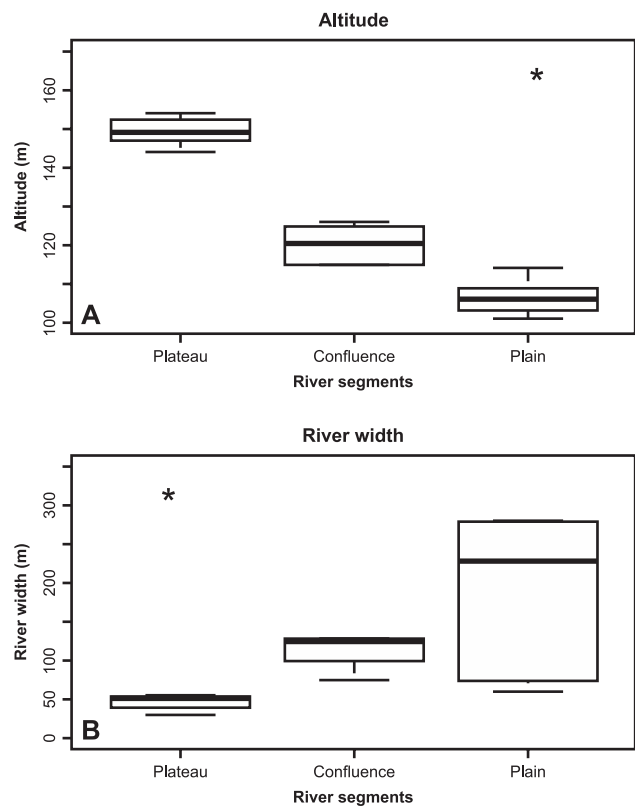 Altitude
*
Altitude (m)
160
140
120
100
A
Plateau Confluence Plain
River segments
River width
*
River width (m)
300
200
100
50
0
B
Plateau Confluence Plain
River segments